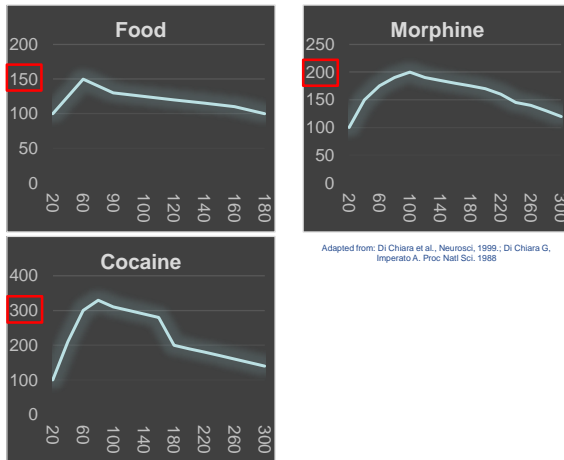 Food
200
150
100
50
0
20 60 90 100 120 140 160 180
Morphine
250
200
150
100
50
0
20 60 100 140 180 220 260 300
Adapted from: Di Chiara et al., Neurosci, 1999.; Di Chiara G,
Imperato A. Proc Natl Sci. 1988
Cocaine
400
300
200
100
0
20 60 100 140 180 220 260 300